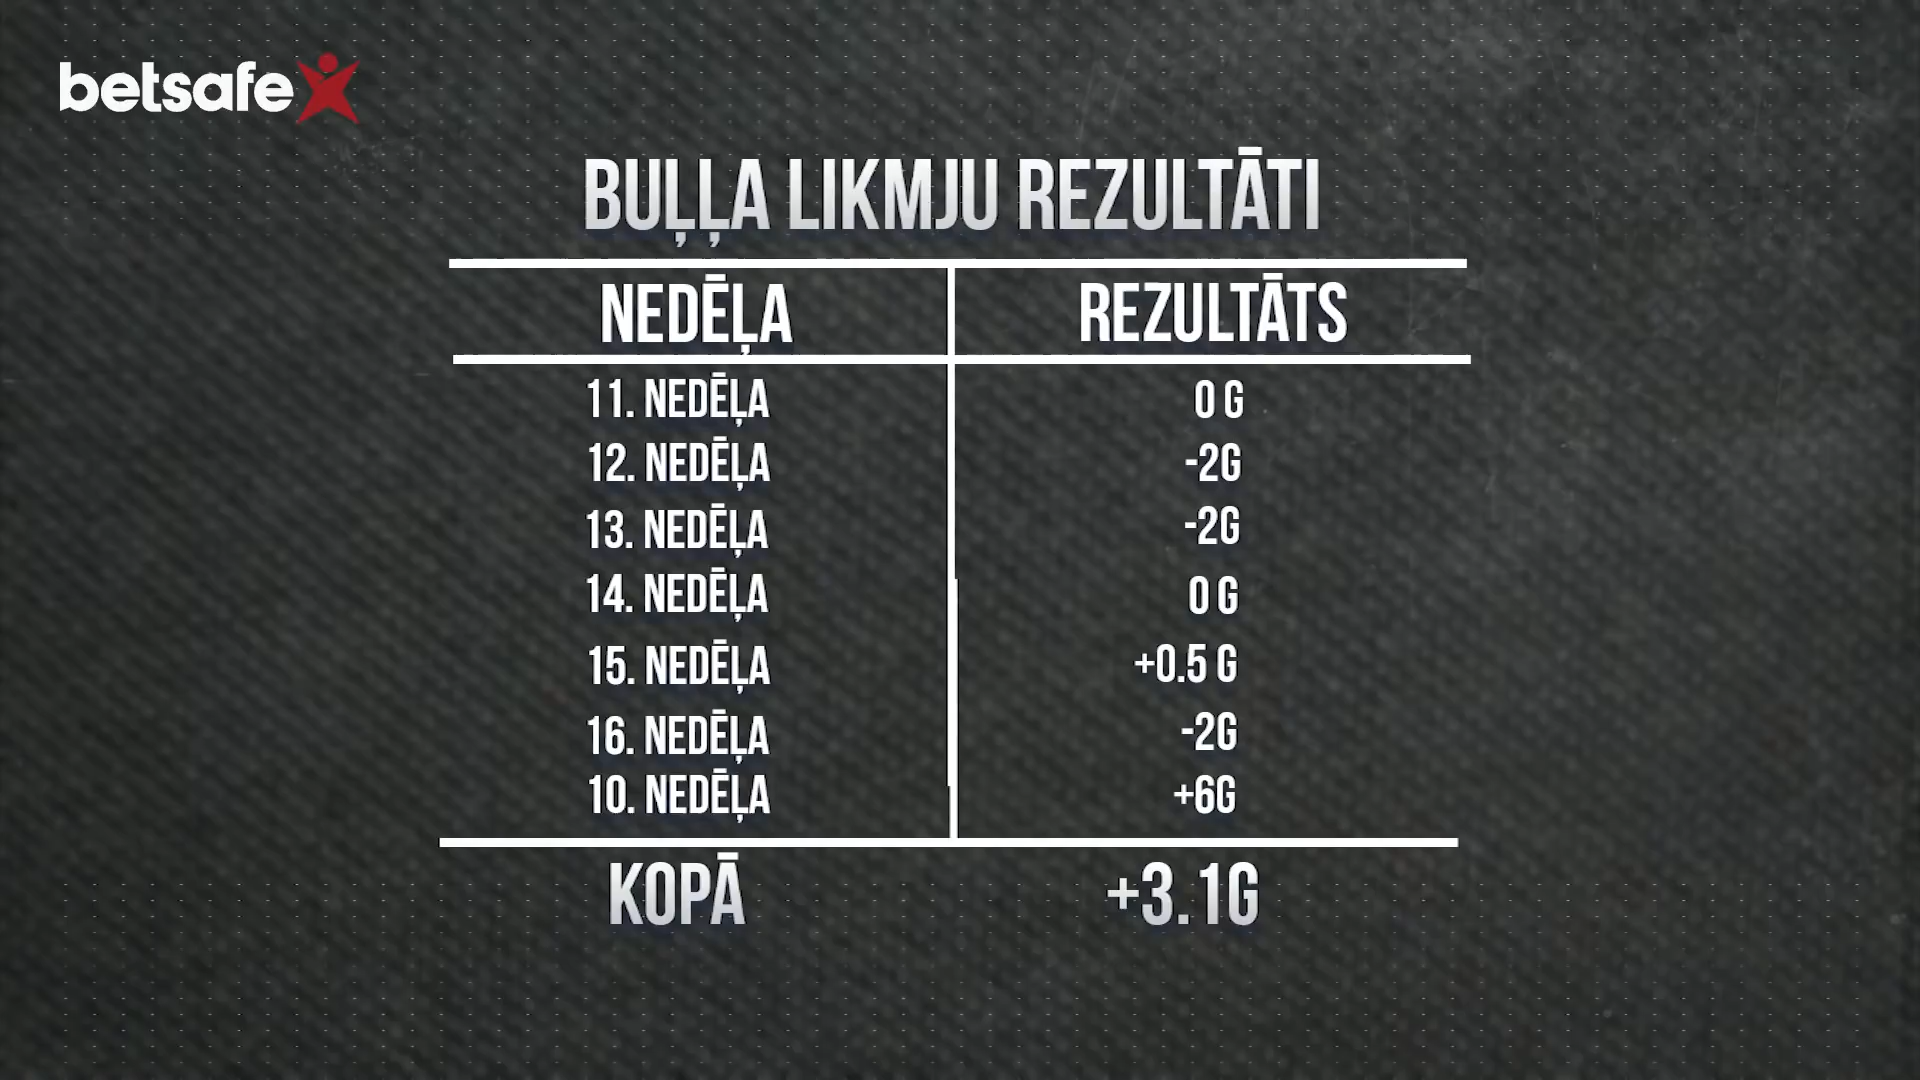 betsafe
BUĻĻA LIKMJU REZULTĀTI
NEDĒĻA REZULTĀTS
11. NEDĒĻA 0 G
12. NEDĒĻA -2G
13. NEDĒĻA -2G
14. NEDĒĻA 0 G
15. NEDĒĻA +0.5 G
16. NEDĒĻA -2G
10. NEDĒĻA +6G
KOPĀ +3.1G